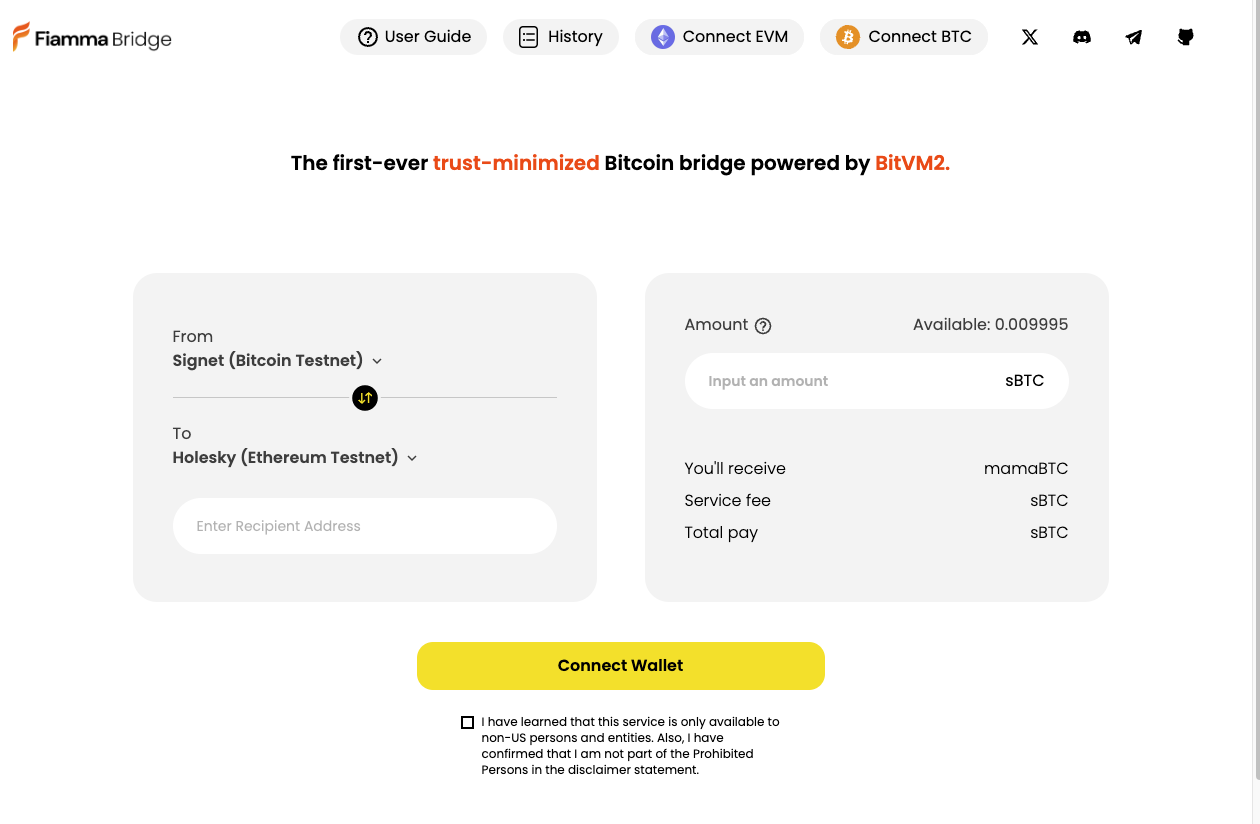 Fiamma Bridge
User Guide
History
Connect EVM
Connect BTC
The first-ever trust-minimized Bitcoin bridge powered by BitVM2.
From
Signet (Bitcoin Testnet)
To
Holesky (Ethereum Testnet)
Enter Recipient Address
Amount
Available: 0.009995
Input an amount
sBTC
You'll receive
mamaBTC
Service fee
sBTC
Total pay
sBTC
Connect Wallet
I have learned that this service is only available to
non-US persons and entities. Also, I have
confirmed that I am not part of the Prohibited
Persons in the disclaimer statement.